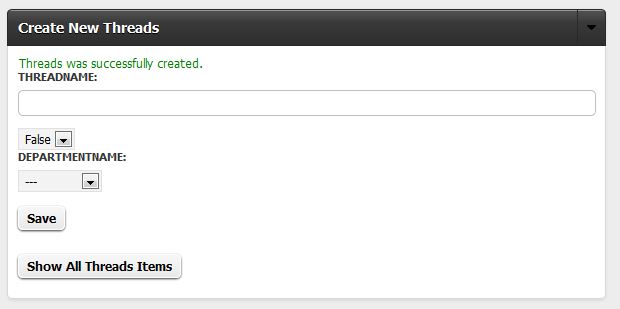 Create New Threads
Threads was successfully created.
THREADNAME:
False
DEPARTMENTNAME:
---
Save
Show All Threads Items